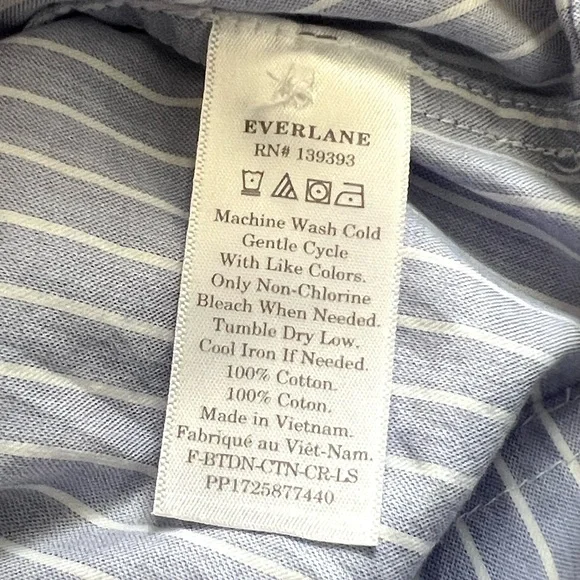 EVERLANE
RN# 139393
Machine Wash Cold
Gentle Cycle
With Like Colors.
Only Non-Chlorine
Bleach When Needed.
Tumble Dry Low.
Cool Iron If Needed.
100% Cotton.
100% Coton.
Made in Vietnam.
Fabriqué au Viêt-Nam.
F-BTDN-CTN-CR-LS
PP1725877440